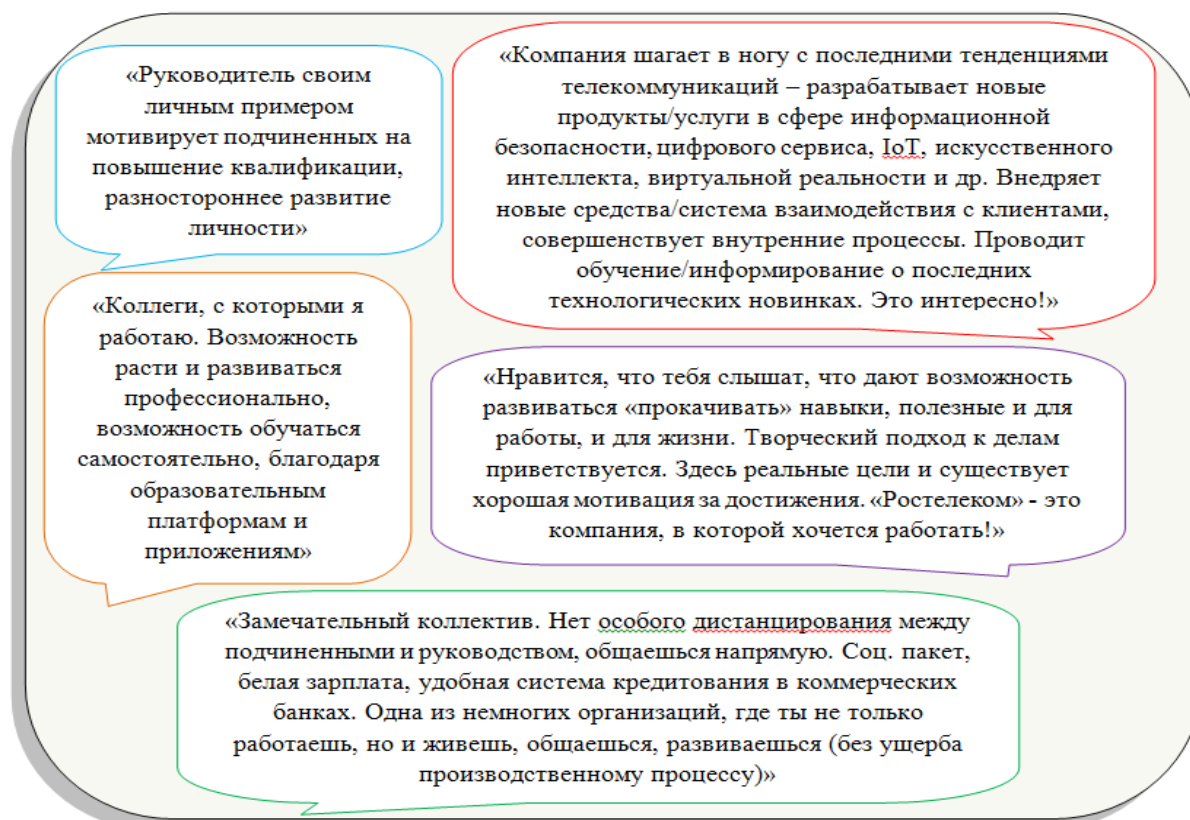 «Руководитель своим
личным примером
мотивирует подчиненных на
повышение квалификации,
разностороннее развитие
личности»
«Компания шагает в ногу с последними тенденциями
телекоммуникаций – разрабатывает новые
продукты/услуги в сфере информационной
безопасности, цифрового сервиса, IoT, искусственного
интеллекта, виртуальной реальности и др. Внедряет
новые средства/система взаимодействия с клиентами,
совершенствует внутренние процессы. Проводит
обучение/информирование о последних
технологических новинках. Это интересно!»
«Коллеги, с которыми я
работаю. Возможность
расти и развиваться
профессионально,
возможность обучаться
самостоятельно, благодаря
образовательным
платформам и
приложениям»
«Нравится, что тебя слышат, что дают возможность
развиваться «прокачивать» навыки, полезные и для
работы, и для жизни. Творческий подход к делам
приветствуется. Здесь реальные цели и существует
хорошая мотивация за достижения. «Ростелеком» - это
компания, в которой хочется работать!»
«Замечательный коллектив. Нет особого дистанцирования между
подчиненными и руководством, общаешься напрямую. Соц. пакет,
белая зарплата, удобная система кредитования в коммерческих
банках. Одна из немногих организаций, где ты не только
работаешь, но и живешь, общаешься, развиваешься (без ущерба
производственному процессу)»